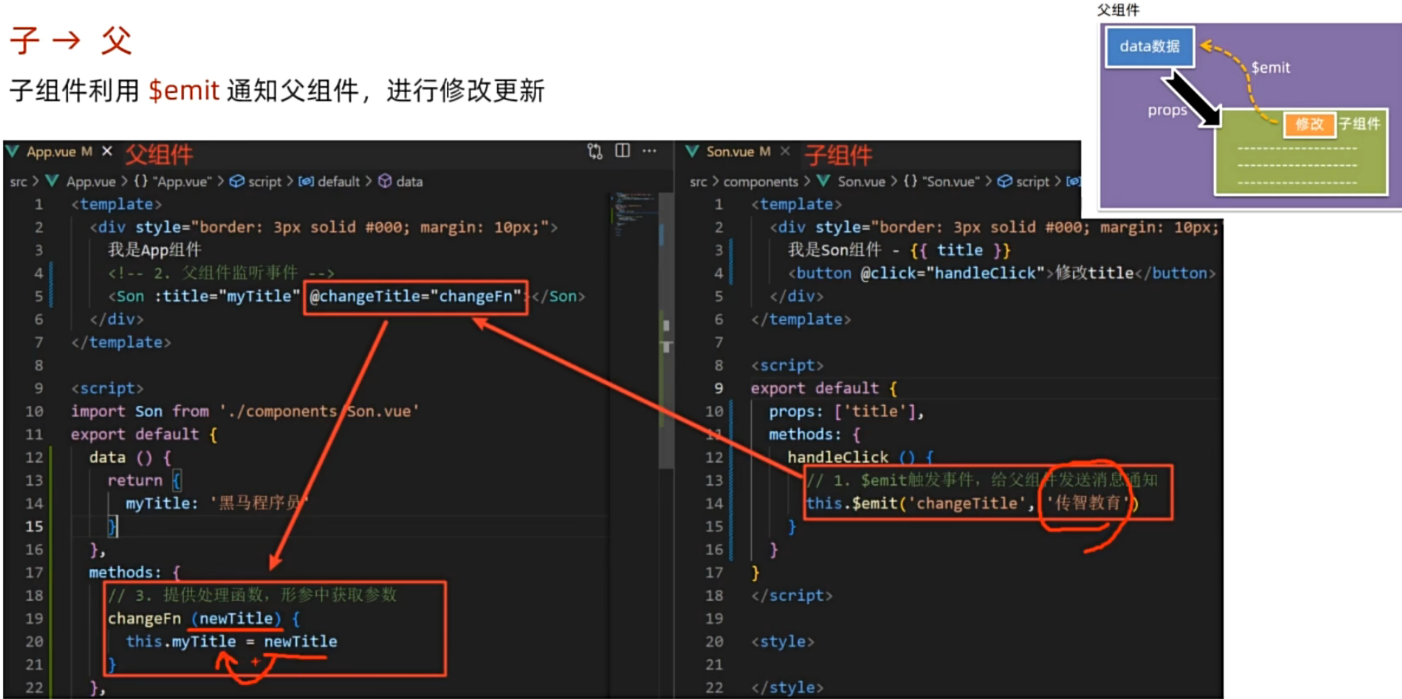 子 → 父
子组件利用 $emit 通知父组件，进行修改更新
父组件
data数据
$emit
props
修改 子组件
App.vue M × 父组件
src > App.vue > {} "App.vue" > script > default > data
1 <template>
2 <div style="border: 3px solid #000; margin: 10px;">
3 我是App组件
4 <!-- 2. 父组件监听事件 -->
5 <Son :title="myTitle" @changeTitle="changeFn"></Son>
6 </div>
7 </template>
8
9 <script>
10 import Son from './components/Son.vue'
11 export default {
12 data () {
13 return {
14 myTitle: '黑马程序员'
15 }
16 },
17 methods: {
18 // 3. 提供处理函数，形参中获取参数
19 changeFn (newTitle) {
20 this.myTitle = newTitle
21 }
22 },
Son.vue M × 子组件
src > components > Son.vue > {} "Son.vue" > script >
1 <template>
2 <div style="border: 3px solid #000; margin: 10px;
3 我是Son组件 - {{ title }}
4 <button @click="handleClick">修改title</button>
5 </div>
6 </template>
7
8 <script>
9 export default {
10 props: ['title'],
11 methods: {
12 handleClick () {
13 // 1. $emit触发事件，给父组件发送消息通知
14 this.$emit('changeTitle', '传智教育')
15 }
16 }
17 }
18 </script>
19
20 <style>
21
22 </style>